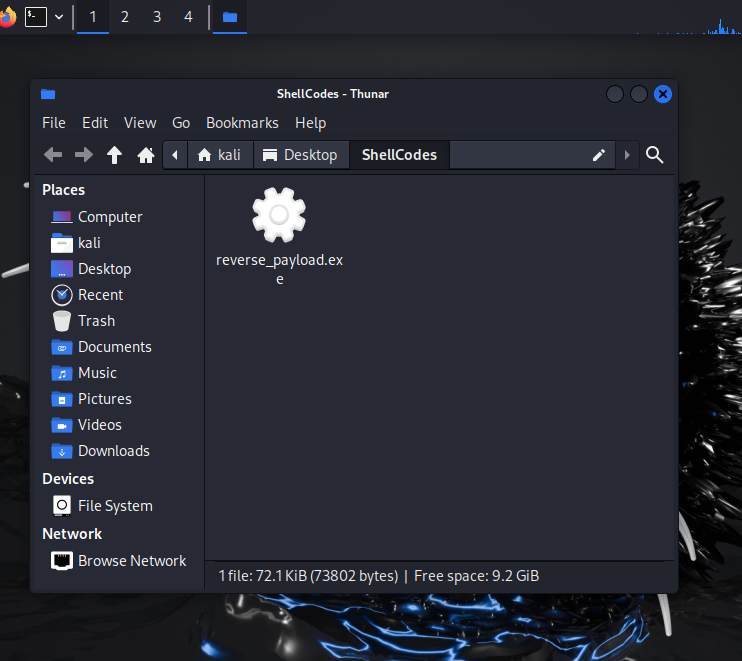 1 2 3 4
ShellCodes - Thunar
File Edit View Go Bookmarks Help
kali Desktop ShellCodes
Places
Computer
kali
Desktop
Recent
Trash
Documents
Music
Pictures
Videos
Downloads
Devices
File System
Network
Browse Network
reverse_payload.ex
e
1 file: 72.1 KiB (73802 bytes) | Free space: 9.2 GiB